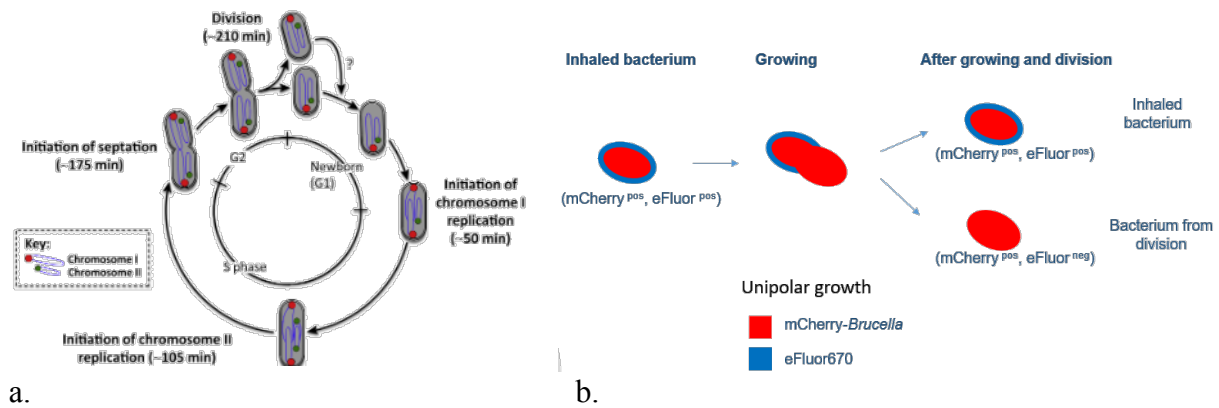 Division
(~210 min)
?
Initiation of septation
(~175 min)
G2
Newborn
(G1)
Initiation of
chromosome I
replication
(~50 min)
S phase
Key:
Chromosome I
Chromosome II
Initiation of chromosome II
replication (~105 min)
a.
Inhaled bacterium
Growing
After growing and division
(mCherry pos, eFluor pos)
Inhaled
bacterium
(mCherry pos, eFluor pos)
Bacterium from
division
(mCherry pos, eFluor neg)
Unipolar growth
mCherry-Brucella
eFluor670
b.